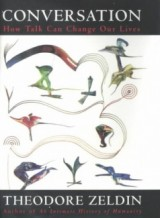 CONVERSATION
How Talk Can Change Our Lives
THEODORE ZELDIN
Author of An Intimate History of Humanity